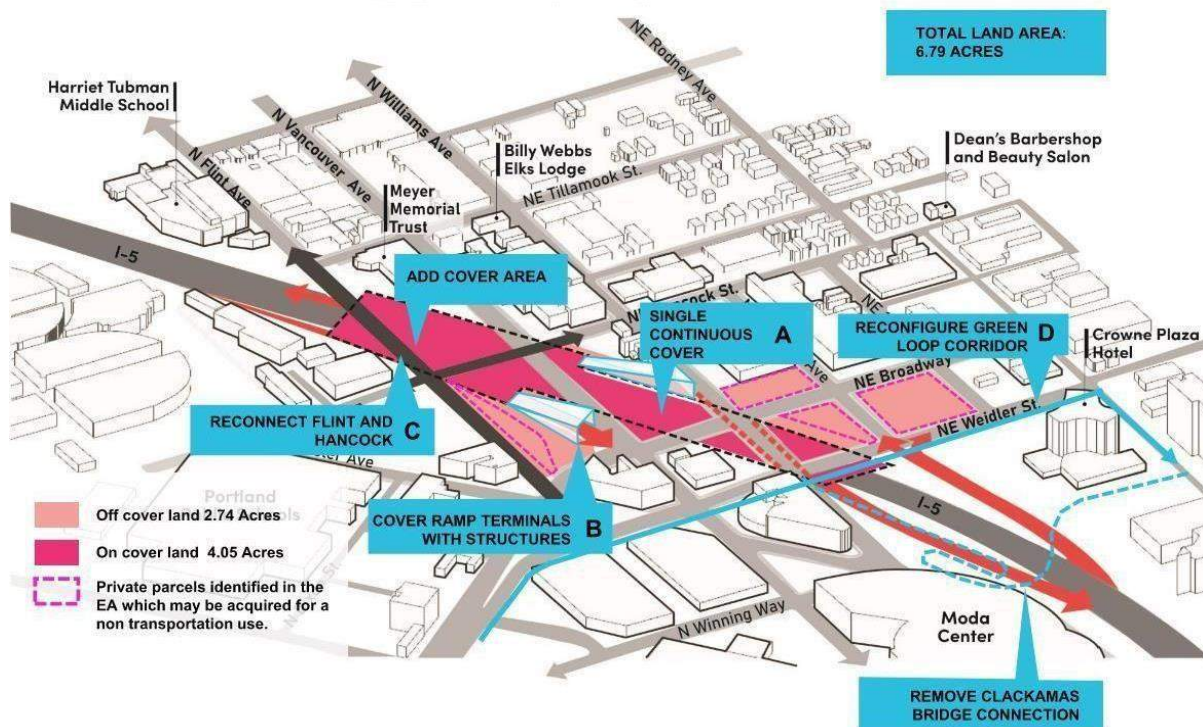 TOTAL LAND AREA:
6.79 ACRES
NE Rodney Ave
N Williams Ave
N Vancouver Ave
N Flint Ave
Harriet Tubman
Middle School
Billy Webbs
Elks Lodge
Dean's Barbershop
and Beauty Salon
NE Tillamook St.
Meyer
Memorial
Trust
I-5
ADD COVER AREA
SINGLE
CONTINUOUS
COVER
A
RECONFIGURE GREEN
LOOP CORRIDOR
D
Crowne Plaza
Hotel
NE
Ave
NE Broadway
NE Weidler St.
RECONNECT FLINT AND
HANCOCK
C
Ave
Portland
COVER RAMP TERMINALS
WITH STRUCTURES
B
I-5
Off cover land 2.74 Acres
On cover land 4.05 Acres
Private parcels identified in the
EA which may be acquired for a
non transportation use.
St.
N Winning Way
Moda
Center
REMOVE CLACKAMAS
BRIDGE CONNECTION